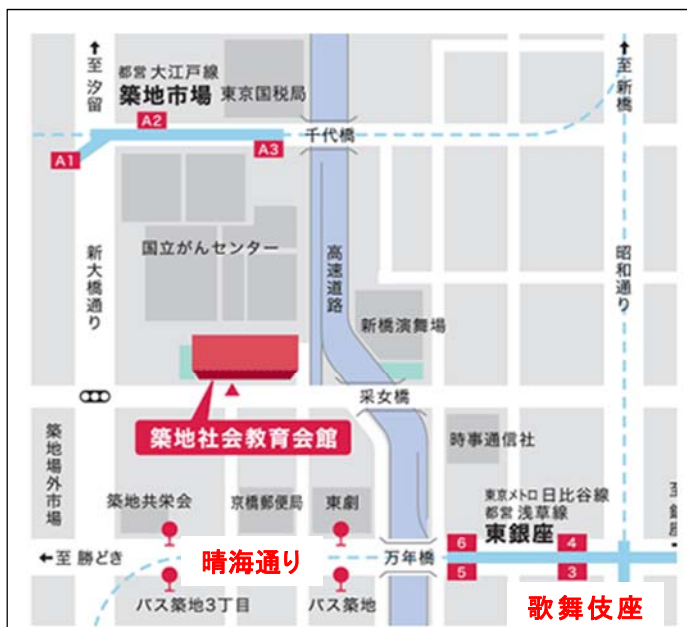 ↑至 汐留
都営 大江戸線
築地市場
東京国税局
↑至 新橋
A2
千代橋
A1
A3
国立がんセンター
新大橋通り
高速道路
昭和通り
新橋演舞場
采女橋
築地社会教育会館
時事通信社
築地場外市場
築地共栄会
京橋郵便局
東劇
東京メトロ 日比谷線
都営 浅草線
東銀座
6
4
←至 勝どき
晴海通り
万年橋
5
3
バス築地3丁目
バス築地
歌舞伎座